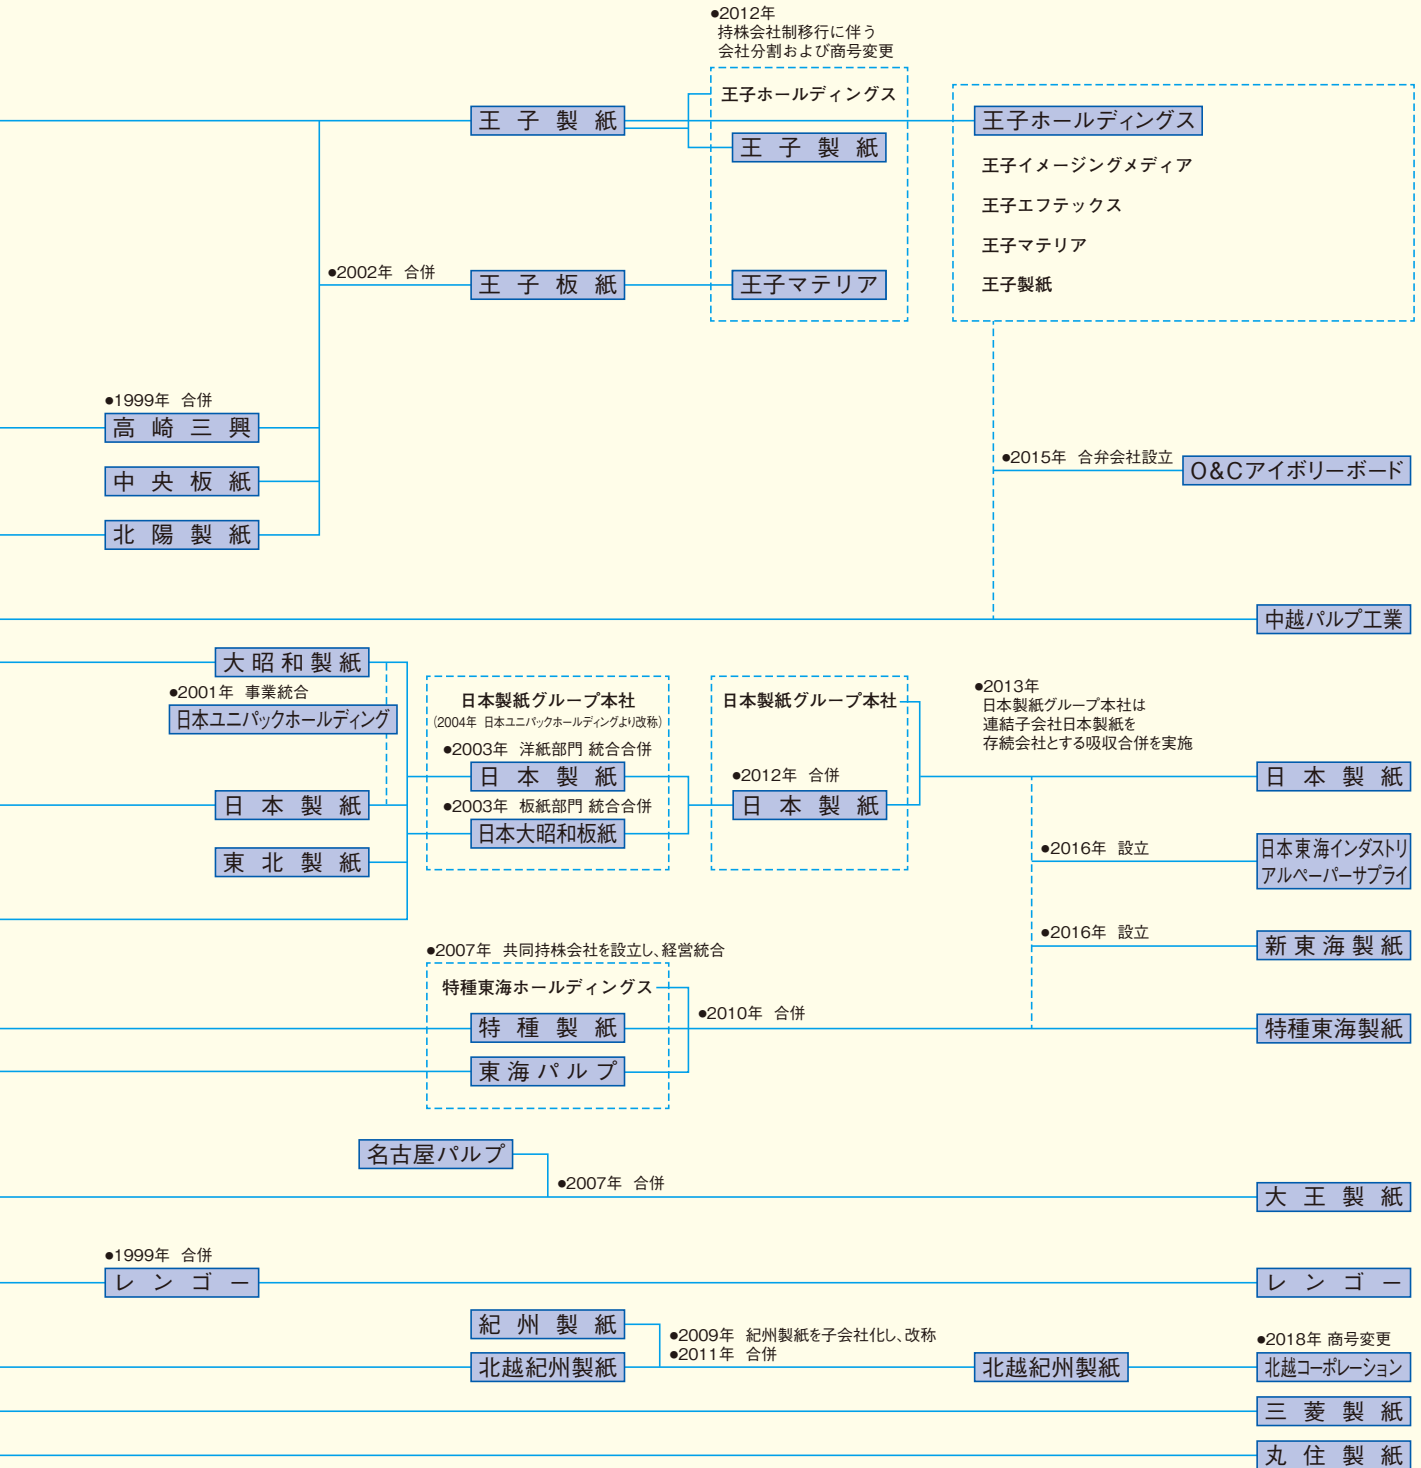 ●2012年
持株会社制移行に伴う
会社分割および商号変更
王子ホールディングス
王子製紙
王子ホールディングス
王子製紙
王子イメージングメディア
王子エフテックス
王子マテリア
王子製紙
●2002年 合併
王子板紙
王子マテリア
●1999年 合併
高崎三興
中央板紙
北陽製紙
●2015年 合弁会社設立
O&Cアイボリーボード
中越パルプ工業
大昭和製紙
●2001年 事業統合
日本ユニパックホールディング
日本製紙
東北製紙
日本製紙グループ本社
(2004年 日本ユニパックホールディングより改称)
●2003年 洋紙部門 統合合併
日本製紙
●2003年 板紙部門 統合合併
日本大昭和板紙
日本製紙グループ本社
●2012年 合併
日本製紙
●2013年
日本製紙グループ本社は
連結子会社日本製紙を
存続会社とする吸収合併を実施
日本製紙
●2016年 設立
日本東海インダストリ
アルペーパーサプライ
●2016年 設立
新東海製紙
●2007年 共同持株会社を設立し、経営統合
特種東海ホールディングス
●2010年 合併
特種製紙
特種東海製紙
東海パルプ
名古屋パルプ
●2007年 合併
大王製紙
●1999年 合併
レンゴー
レンゴー
紀州製紙
●2009年 紀州製紙を子会社化し、改称
●2011年 合併
北越紀州製紙
北越紀州製紙
●2018年 商号変更
北越コーポレーション
三菱製紙
丸住製紙